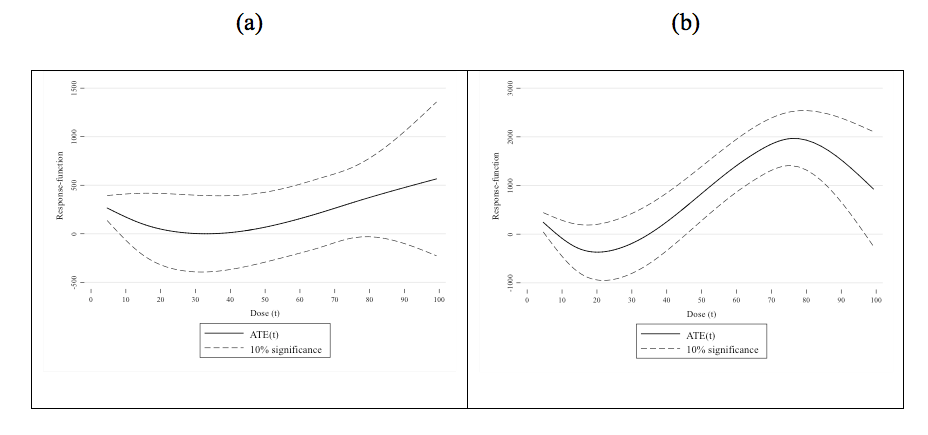 (a)
(b)
1500
1000
500
0
-500
Response-function
0 10 20 30 40 50 60 70 80 90 100
Dose (t)
ATE(t)
10% significance
3000
2000
1000
0
-1000
Response-function
0 10 20 30 40 50 60 70 80 90 100
Dose (t)
ATE(t)
10% significance